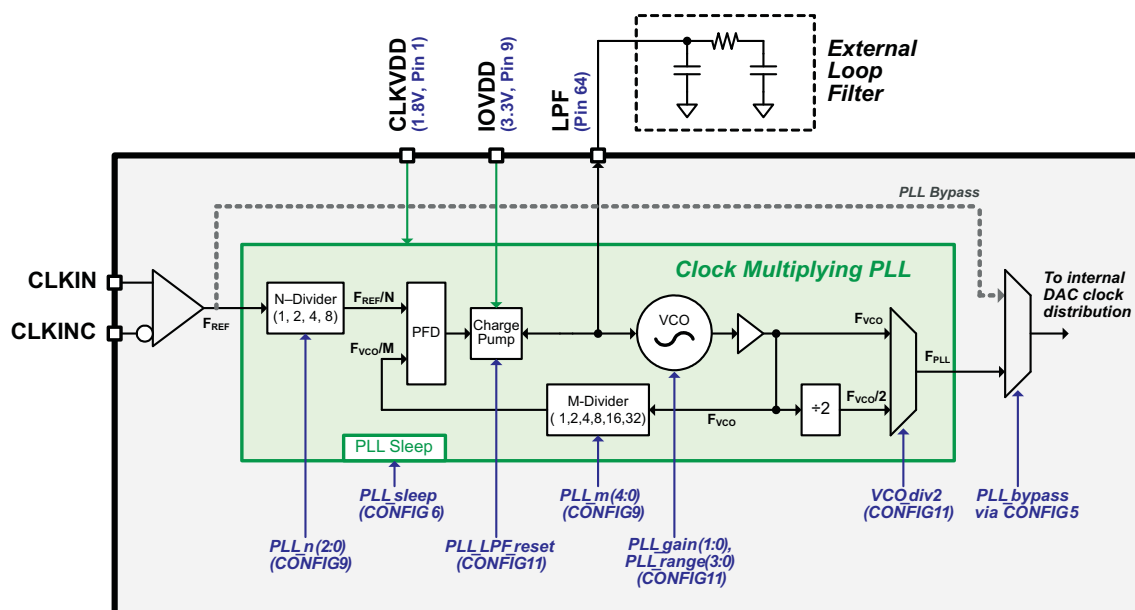 External
Loop
Filter
CLKVDD
(1.8V, Pin 1)
IOVDD
(3.3V, Pin 9)
LPF
(Pin 64)
PLL Bypass
Clock Multiplying PLL
CLKIN
CLKINC
FREF
N–Divider
(1, 2, 4, 8)
FREF/N
FVCO/M
PFD
Charge
Pump
VCO
FVCO
FPLL
To internal
DAC clock
distribution
M-Divider
( 1,2,4,8,16,32)
FVCO
÷2
FVCO/2
PLL Sleep
PLL_sleep
(CONFIG 6)
PLL_m(4:0)
(CONFIG9)
VCO_div2
(CONFIG11)
PLL_bypass
via CONFIG5
PLL_n(2:0)
(CONFIG9)
PLL_LPF_reset
(CONFIG11)
PLL_gain(1:0),
PLL_range(3:0)
(CONFIG11)